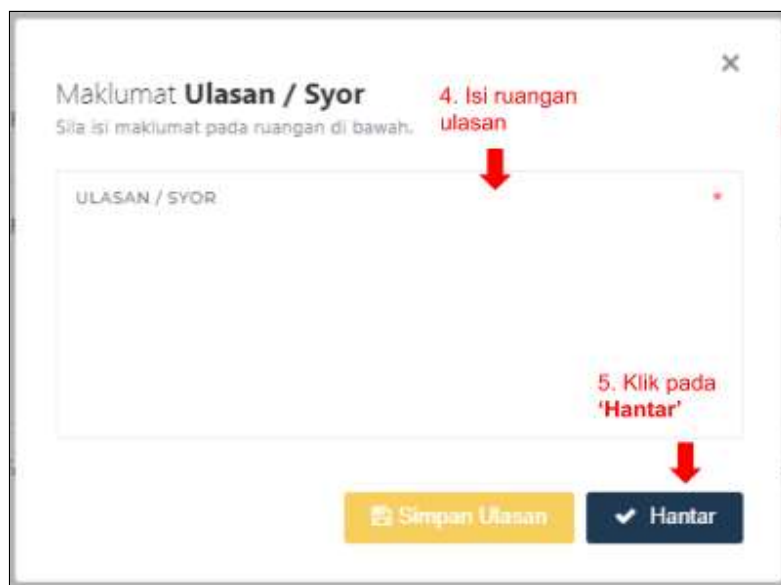 ×
Maklumat Ulasan / Syor
Sila isi maklumat pada ruangan di bawah.
4. Isi ruangan
ulasan
ULASAN / SYOR *
5. Klik pada
‘Hantar’
Simpan Ulasan
Hantar